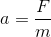 a = F/m